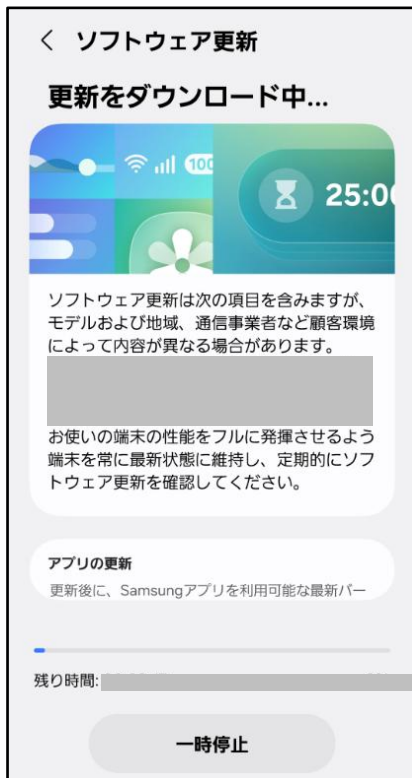 ソフトウェア更新
更新をダウンロード中...
100
25:00
ソフトウェア更新は次の項目を含みますが、
モデルおよび地域、通信事業者など顧客環境
によって内容が異なる場合があります。
お使いの端末の性能をフルに発揮させるよう
端末を常に最新状態に維持し、定期的にソフ
トウェア更新を確認してください。
アプリの更新
更新後に、Samsungアプリを利用可能な最新バー
残り時間:
一時停止